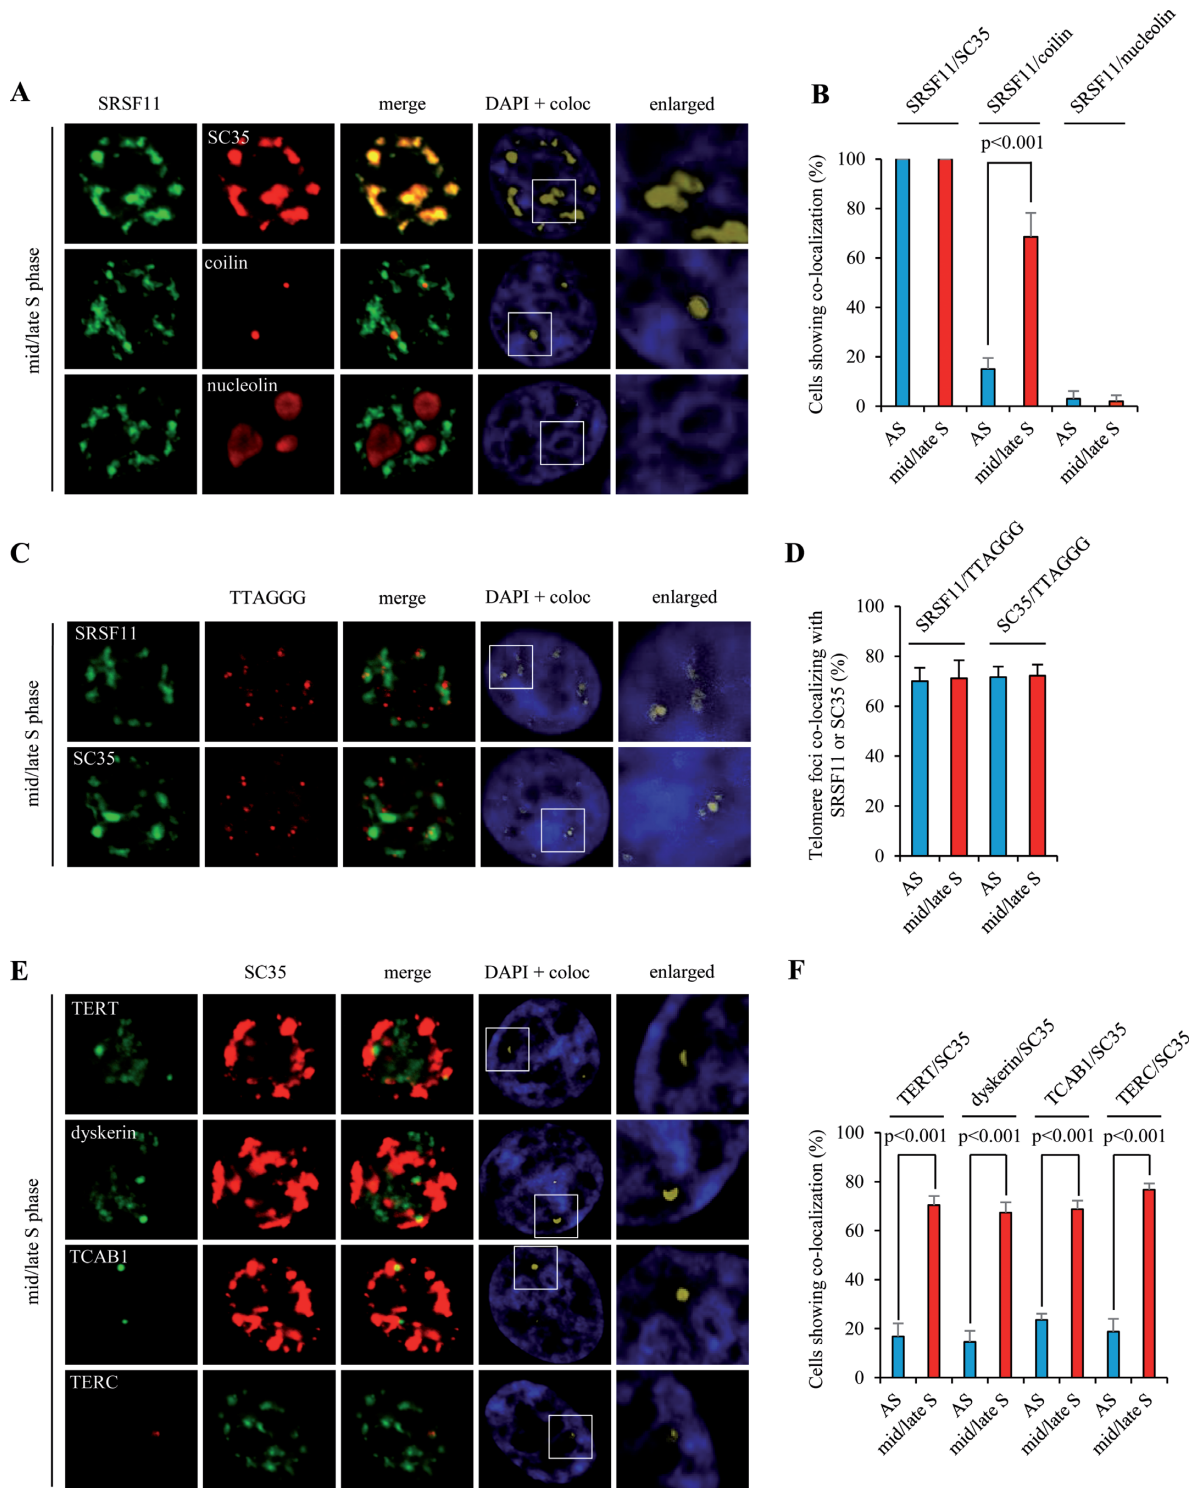 A
SRSF11 merge DAPI + coloc enlarged
mid/late S phase
SC35
coilin
nucleolin
B
SRSF11/SC35
SRSF11/coilin
SRSF11/nucleolin
p<0.001
Cells showing co-localization (%)
100
80
60
40
20
0
AS
mid/late S
AS
mid/late S
AS
mid/late S
C
TTAGGG merge DAPI + coloc enlarged
mid/late S phase
SRSF11
SC35
D
SRSF11/TTAGGG
SC35/TTAGGG
Telomere foci co-localizing with
SRSF11 or SC35 (%)
100
80
60
40
20
0
AS
mid/late S
AS
mid/late S
E
SC35 merge DAPI + coloc enlarged
mid/late S phase
TERT
dyskerin
TCAB1
TERC
F
TERT/SC35
dyskerin/SC35
TCAB1/SC35
TERC/SC35
p<0.001 p<0.001 p<0.001 p<0.001
Cells showing co-localization (%)
100
80
60
40
20
0
AS
mid/late S
AS
mid/late S
AS
mid/late S
AS
mid/late S